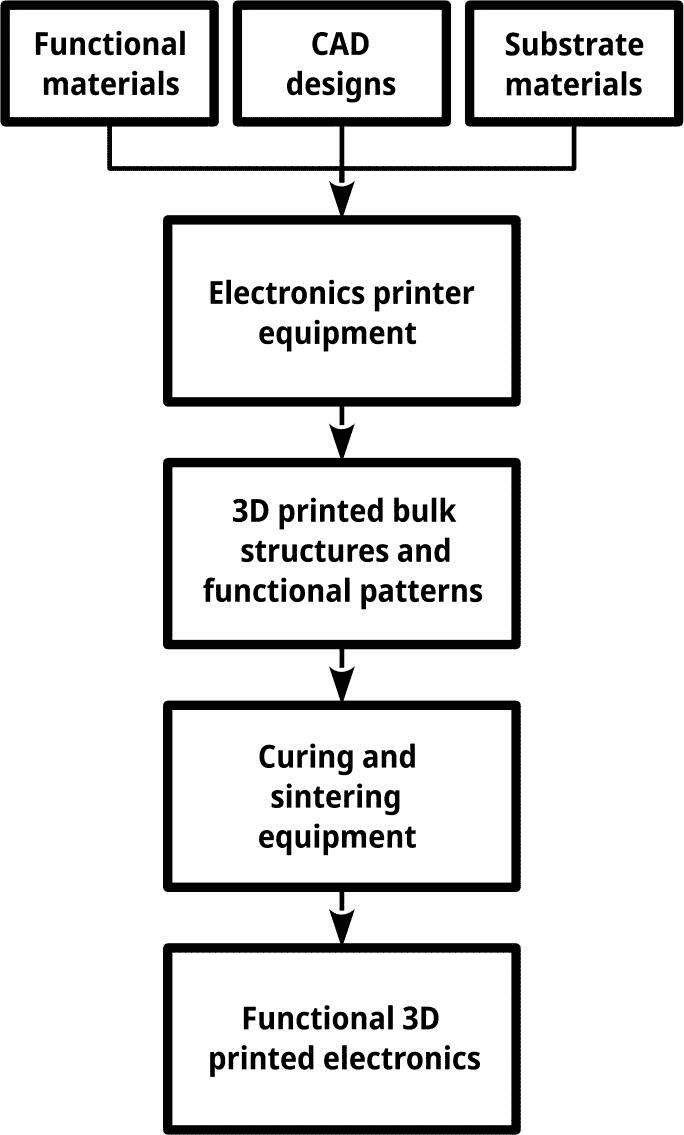 Functional
materials
CAD
designs
Substrate
materials
Electronics printer
equipment
3D printed bulk
structures and
functional patterns
Curing and
sintering
equipment
Functional 3D
printed electronics